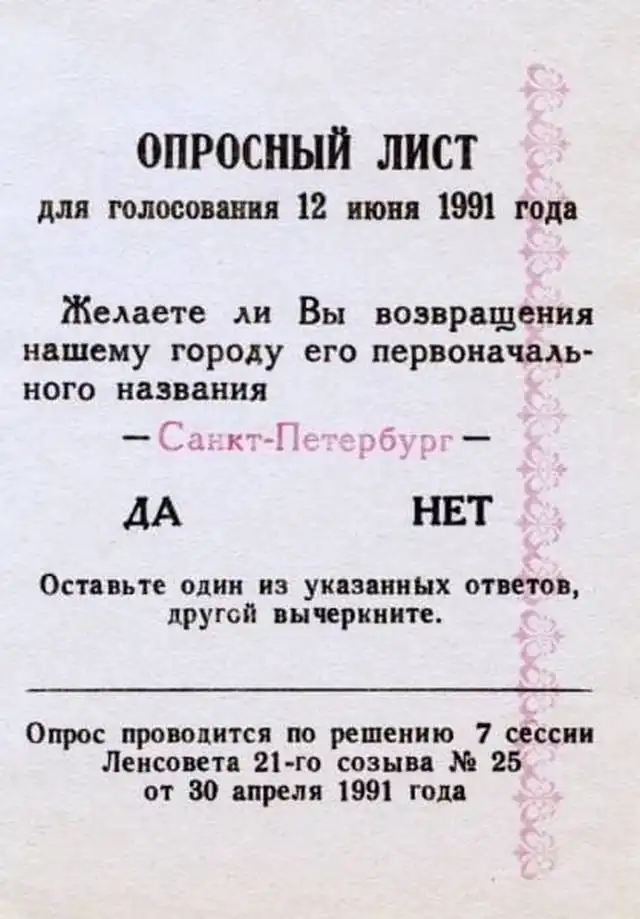 ОПРОСНЫЙ ЛИСТ
для голосования 12 июня 1991 года
Желаете ли Вы возвращения
нашему городу его первоначаль-
ного названия
— Санкт-Петербург —
ДА НЕТ
Оставьте один из указанных ответов,
другой вычеркните.
Опрос проводится по решению 7 сессии
Ленсовета 21-го созыва № 25
от 30 апреля 1991 года